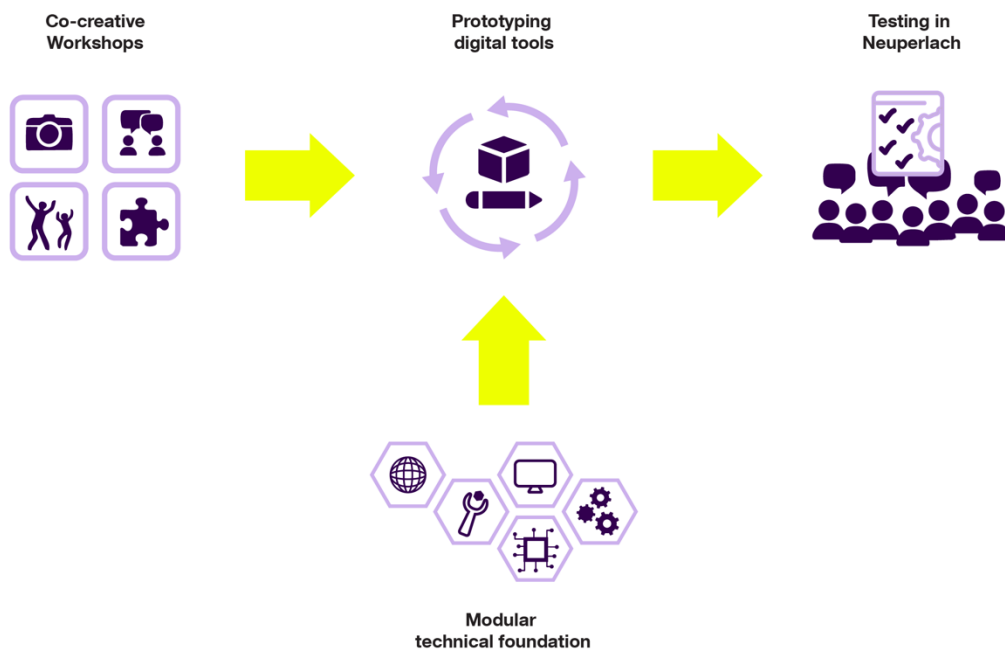 Co-creative
Workshops
Prototyping
digital tools
Testing in
Neuperlach
Modular
technical foundation